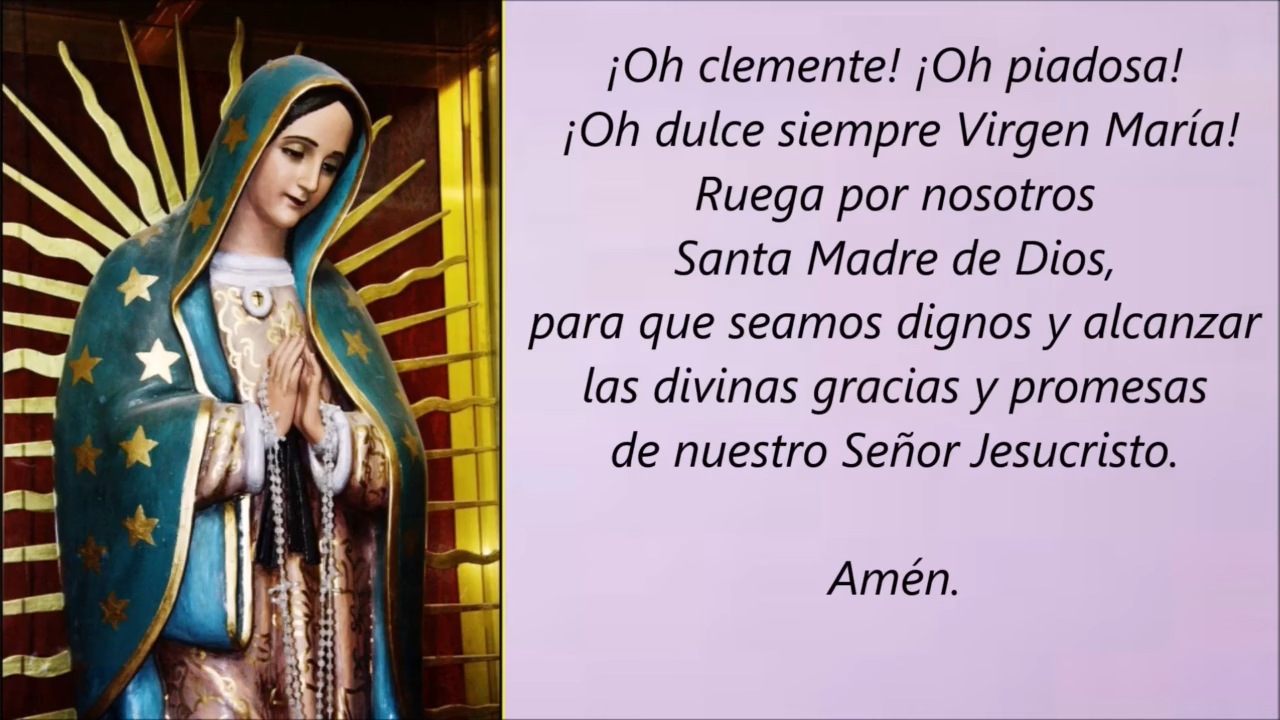 ¡Oh clemente! ¡Oh piadosa!
¡Oh dulce siempre Virgen María!
Ruega por nosotros
Santa Madre de Dios,
para que seamos dignos y alcanzar
las divinas gracias y promesas
de nuestro Señor Jesucristo.
Amén.